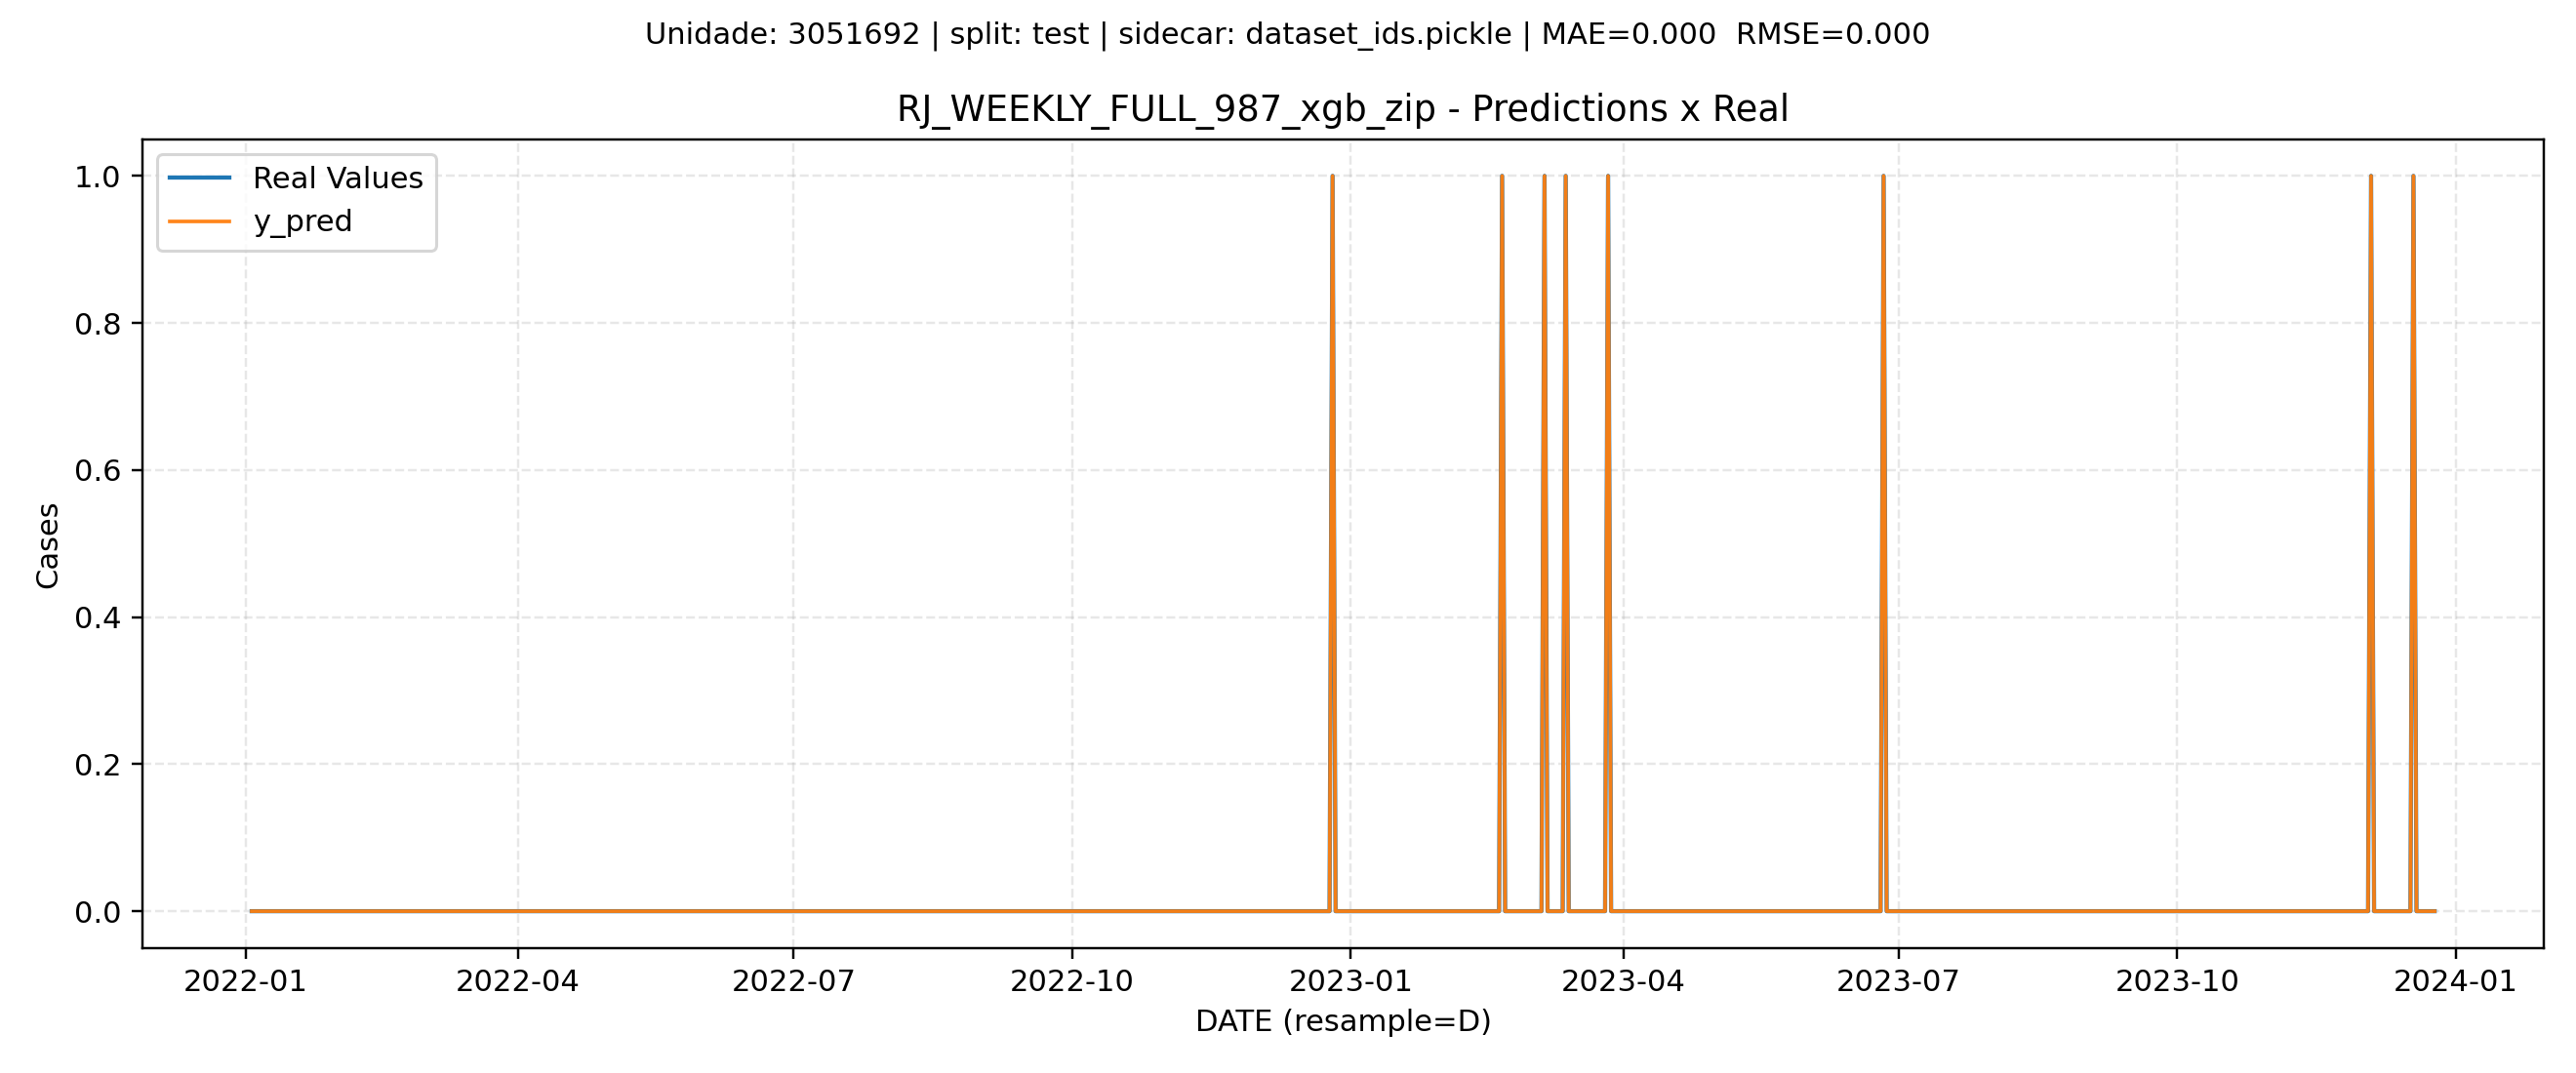 Unidade: 3051692 | split: test | sidecar: dataset_ids.pickle | MAE=0.000  RMSE=0.000
RJ_WEEKLY_FULL_987_xgb_zip - Predictions x Real
Real Values
y_pred
1.0
0.8
0.6
0.4
0.2
0.0
Cases
2022-01
2022-04
2022-07
2022-10
2023-01
2023-04
2023-07
2023-10
2024-01
DATE (resample=D)